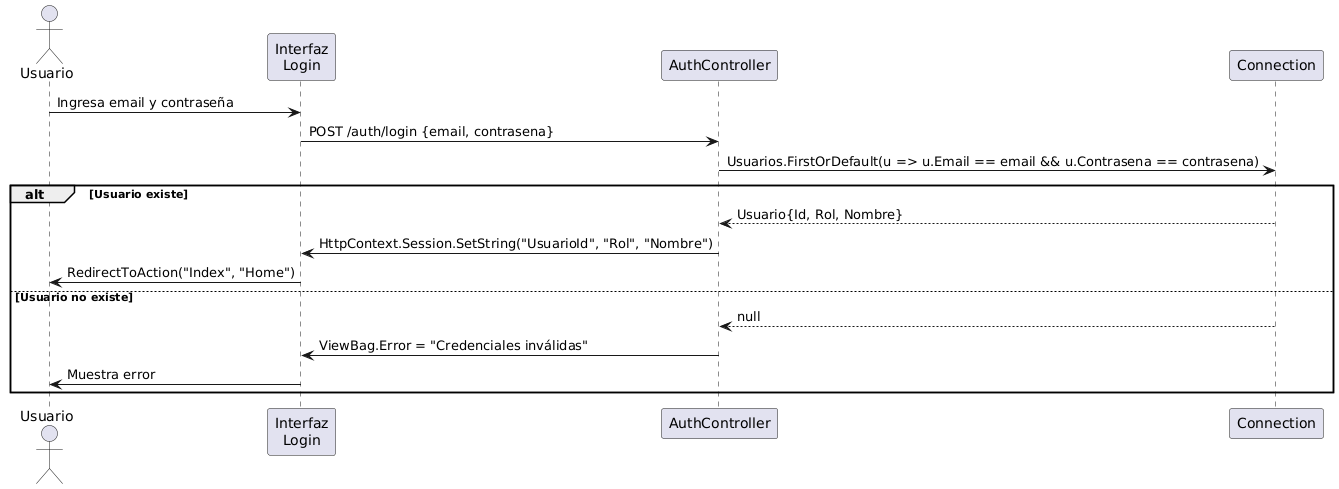 Usuario
Interfaz
Login
AuthController
Connection
Ingresa email y contraseña
POST /auth/login {email, contrasena}
Usuarios.FirstOrDefault(u => u.Email == email && u.Contrasena == contrasena)
alt [Usuario existe]
Usuario{Id, Rol, Nombre}
HttpContext.Session.SetString("UsuarioId", "Rol", "Nombre")
RedirectToAction("Index", "Home")
[Usuario no existe]
null
ViewBag.Error = "Credenciales inválidas"
Muestra error
Usuario
Interfaz
Login
AuthController
Connection